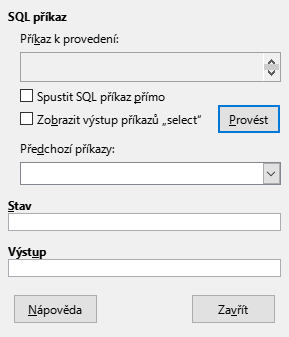 SQL příkaz
Příkaz k provedení:
Spustit SQL příkaz přímo
Zobrazit výstup příkazů „select“
Provést
Předchozí příkazy:
Stav
Výstup
Nápověda
Zavřít